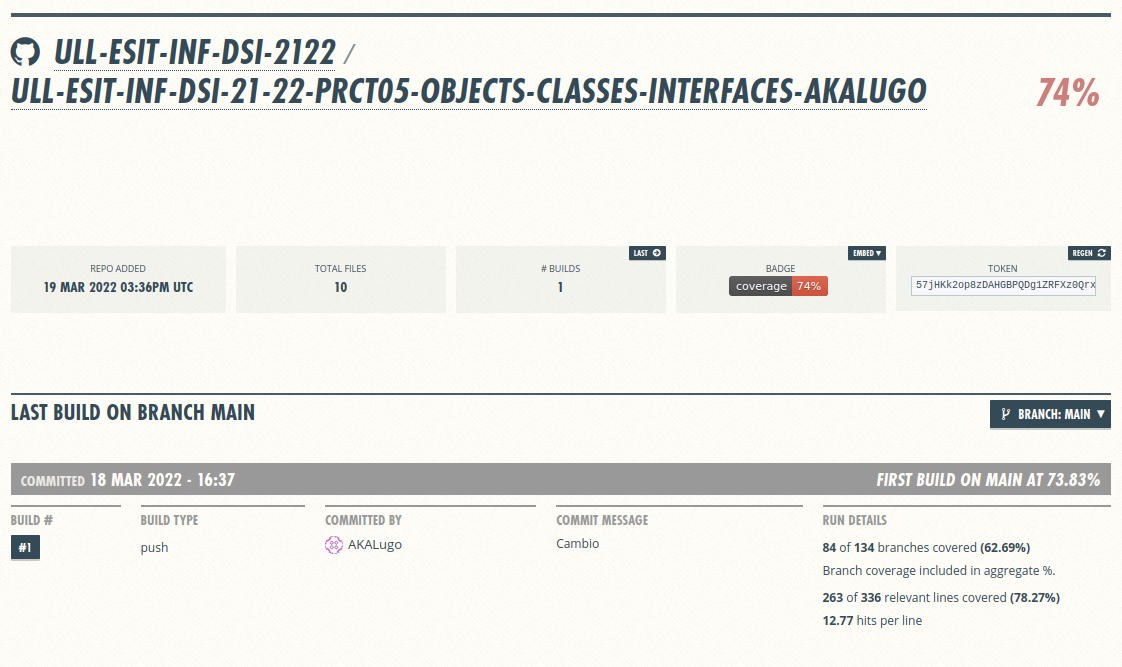 ULL-ESIT-INF-DSI-2122 /
ULL-ESIT-INF-DSI-21-22-PRCT05-OBJECTS-CLASSES-INTERFACES-AKALUGO
74%
REPO ADDED
19 MAR 2022 03:36PM UTC
TOTAL FILES
10
LAST
# BUILDS
1
EMBED ▾
BADGE
coverage 74%
REGEN
TOKEN
57jHKk2op8zDAHGBPQDg1ZRFXz0Qrx
LAST BUILD ON BRANCH MAIN
BRANCH: MAIN ▼
COMMITTED 18 MAR 2022 - 16:37
FIRST BUILD ON MAIN AT 73.83%
BUILD #
#1
BUILD TYPE
push
COMMITTED BY
AKALugo
COMMIT MESSAGE
Cambio
RUN DETAILS
84 of 134 branches covered (62.69%)
Branch coverage included in aggregate %.
263 of 336 relevant lines covered (78.27%)
12.77 hits per line